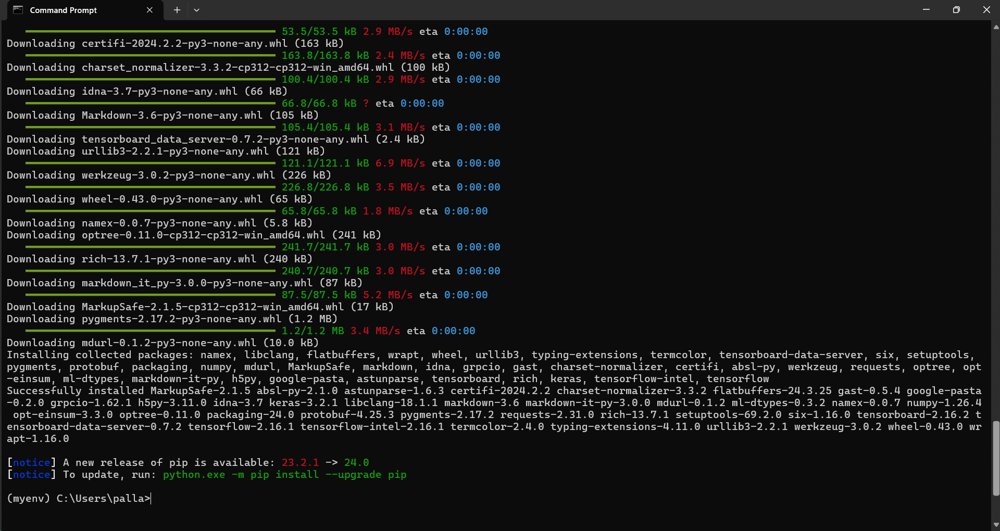 Command Prompt
53.5/53.5 kB 2.9 MB/s eta 0:00:00
Downloading certifi-2024.2.2-py3-none-any.whl (163 kB)
163.8/163.8 kB 2.4 MB/s eta 0:00:00
Downloading charset_normalizer-3.3.2-cp312-cp312-win_amd64.whl (100 kB)
100.4/100.4 kB 2.9 MB/s eta 0:00:00
Downloading idna-3.7-py3-none-any.whl (66 kB)
66.8/66.8 kB ? eta 0:00:00
Downloading Markdown-3.6-py3-none-any.whl (105 kB)
105.4/105.4 kB 3.1 MB/s eta 0:00:00
Downloading tensorboard_data_server-0.7.2-py3-none-any.whl (2.4 kB)
Downloading urllib3-2.2.1-py3-none-any.whl (121 kB)
121.1/121.1 kB 6.9 MB/s eta 0:00:00
Downloading werkzeug-3.0.2-py3-none-any.whl (226 kB)
226.8/226.8 kB 3.5 MB/s eta 0:00:00
Downloading wheel-0.43.0-py3-none-any.whl (65 kB)
65.8/65.8 kB 1.8 MB/s eta 0:00:00
Downloading namex-0.0.7-py3-none-any.whl (5.8 kB)
Downloading optree-0.11.0-cp312-cp312-win_amd64.whl (241 kB)
241.7/241.7 kB 3.0 MB/s eta 0:00:00
Downloading rich-13.7.1-py3-none-any.whl (240 kB)
240.7/240.7 kB 3.0 MB/s eta 0:00:00
Downloading markdown_it_py-3.0.0-py3-none-any.whl (87 kB)
87.5/87.5 kB 5.2 MB/s eta 0:00:00
Downloading MarkupSafe-2.1.5-cp312-cp312-win_amd64.whl (17 kB)
Downloading pygments-2.17.2-py3-none-any.whl (1.2 MB)
1.2/1.2 MB 3.4 MB/s eta 0:00:00
Downloading mdurl-0.1.2-py3-none-any.whl (10.0 kB)
Installing collected packages: namex, libclang, flatbuffers, wrapt, wheel, urllib3, typing-extensions, termcolor, tensorboard-data-server, six, setuptools,
pygments, protobuf, packaging, numpy, mdurl, MarkupSafe, markdown, idna, grpcio, gast, charset-normalizer, certifi, absl-py, werkzeug, requests, optree, opt
-einsum, ml-dtypes, markdown-it-py, h5py, google-pasta, astunparse, tensorboard, rich, keras, tensorflow-intel, tensorflow
Successfully installed MarkupSafe-2.1.5 absl-py-2.1.0 astunparse-1.6.3 certifi-2024.2.2 charset-normalizer-3.3.2 flatbuffers-24.3.25 gast-0.5.4 google-pasta
-0.2.0 grpcio-1.62.1 h5py-3.11.0 idna-3.7 keras-3.2.1 libclang-18.1.1 markdown-3.6 markdown-it-py-3.0.0 mdurl-0.1.2 ml-dtypes-0.3.2 namex-0.0.7 numpy-1.26.4
opt-einsum-3.3.0 optree-0.11.0 packaging-24.0 protobuf-4.25.3 pygments-2.17.2 requests-2.31.0 rich-13.7.1 setuptools-69.2.0 six-1.16.0 tensorboard-2.16.2 t
ensorboard-data-server-0.7.2 tensorflow-2.16.1 tensorflow-intel-2.16.1 termcolor-2.4.0 typing-extensions-4.11.0 urllib3-2.2.1 werkzeug-3.0.2 wheel-0.43.0 wr
apt-1.16.0
[notice] A new release of pip is available: 23.2.1 -> 24.0
[notice] To update, run: python.exe -m pip install --upgrade pip
(myenv) C:\Users\palla>